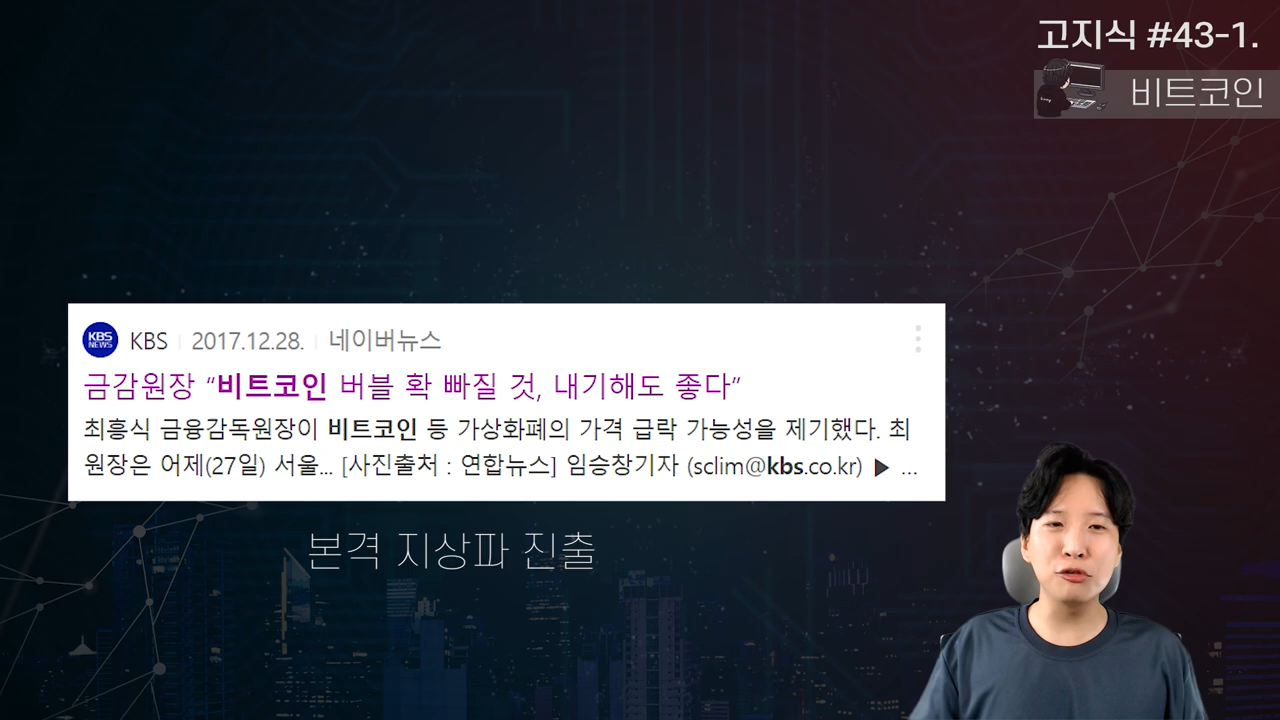 고지식 #43-1.
비트코인
KBS NEWS
KBS 2017.12.28. 네이버뉴스
금감원장 “비트코인 버블 확 빠질 것, 내기해도 좋다”
최흥식 금융감독원장이 비트코인 등 가상화폐의 가격 급락 가능성을 제기했다. 최
원장은 어제(27일) 서울... [사진출처 : 연합뉴스] 임승창기자 (sclim@kbs.co.kr) ▶ ...
본격 지상파 진출